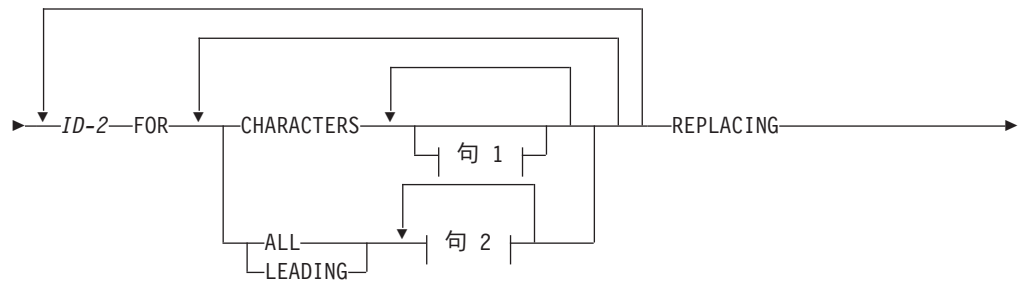 ID-2 FOR CHARACTERS REPLACING
句 1
ALL 句 2
LEADING